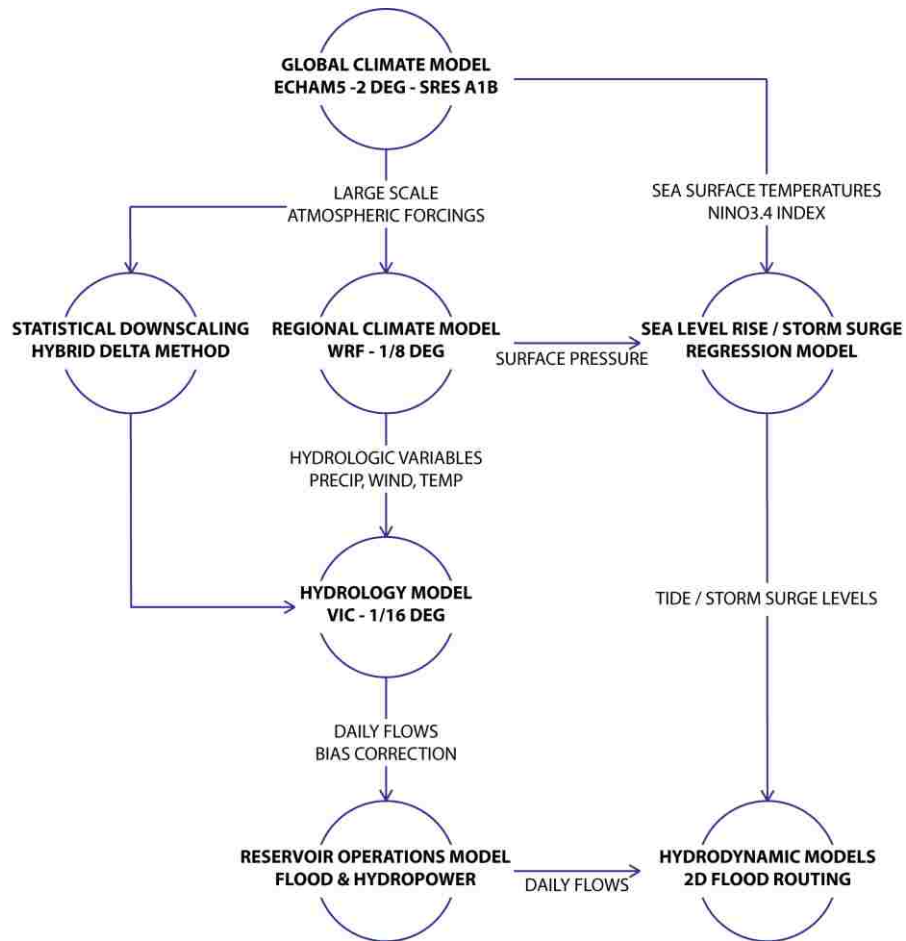 GLOBAL CLIMATE MODEL
ECHAM5 -2 DEG - SRES A1B
LARGE SCALE
ATMOSPHERIC FORCINGS
SEA SURFACE TEMPERATURES
NINO3.4 INDEX
STATISTICAL DOWNSCALING
HYBRID DELTA METHOD
REGIONAL CLIMATE MODEL
WRF - 1/8 DEG
SURFACE PRESSURE
SEA LEVEL RISE / STORM SURGE
REGRESSION MODEL
HYDROLOGIC VARIABLES
PRECIP, WIND, TEMP
HYDROLOGY MODEL
VIC - 1/16 DEG
TIDE / STORM SURGE LEVELS
DAILY FLOWS
BIAS CORRECTION
RESERVOIR OPERATIONS MODEL
FLOOD & HYDROPOWER
DAILY FLOWS
HYDRODYNAMIC MODELS
2D FLOOD ROUTING